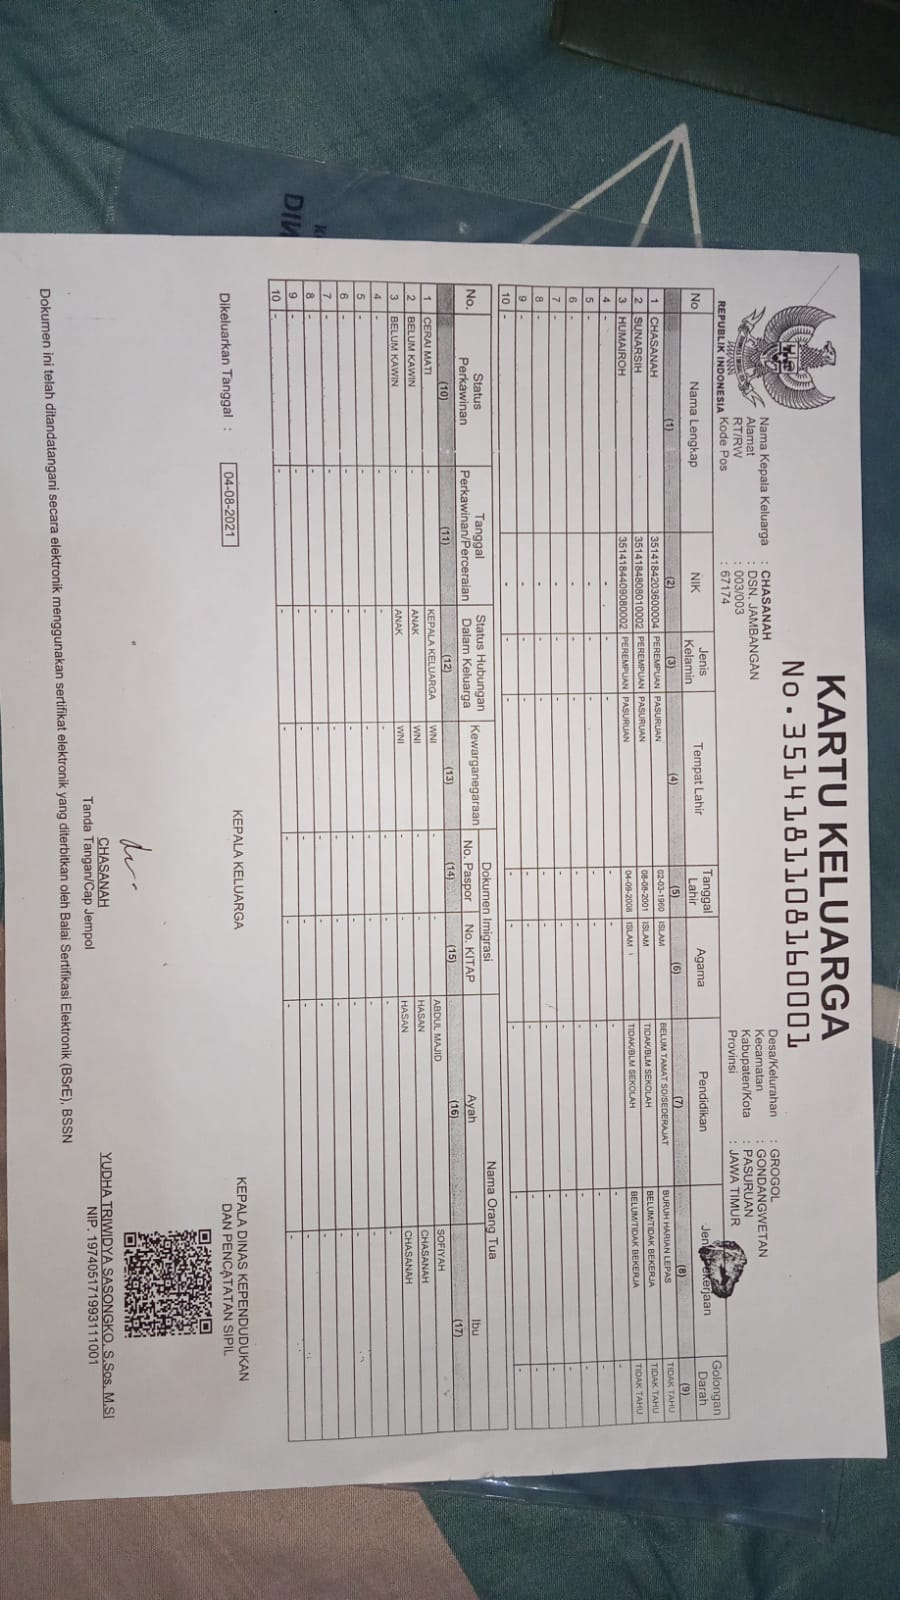 KARTU KELUARGA
No. 3514181108160001
REPUBLIK INDONESIA
Nama Kepala Keluarga : CHASANAH
Alamat : DSN. JAMBANGAN
RT/RW : 003/003
Kode Pos : 67174
Desa/Kelurahan : GROGOL
Kecamatan : GONDANGWETAN
Kabupaten/Kota : PASURUAN
Provinsi : JAWA TIMUR
No Nama Lengkap NIK Jenis Kelamin Tempat Lahir Tanggal Lahir Agama Pendidikan Jenis Pekerjaan Golongan Darah
(1) (2) (3) (4) (5) (6) (7) (8) (9)
1 CHASANAH 3514184203600004 PEREMPUAN PASURUAN 02-03-1960 ISLAM BELUM TAMAT SD/SEDERAJAT BURUH HARIAN LEPAS TIDAK TAHU
2 SUNARSIH 3514184808010002 PEREMPUAN PASURUAN 08-08-2001 ISLAM TIDAK/BLM SEKOLAH BELUM/TIDAK BEKERJA TIDAK TAHU
3 HUMAIROH 3514184409080002 PEREMPUAN PASURUAN 04-09-2008 ISLAM TIDAK/BLM SEKOLAH BELUM/TIDAK BEKERJA TIDAK TAHU
4 - - - - - - - - -
5 - - - - - - - - -
6 - - - - - - - - -
7 - - - - - - - - -
8 - - - - - - - - -
9 - - - - - - - - -
10 - - - - - - - - -
No. Status Perkawinan Tanggal Perkawinan/Perceraian Status Hubungan Dalam Keluarga Kewarganegaraan Dokumen Imigrasi Nama Orang Tua
No. Paspor No. KITAP Ayah Ibu
(10) (11) (12) (13) (14) (15) (16) (17)
1 CERAI MATI - KEPALA KELUARGA WNI - - ABDUL MAJID SOFIYAH
2 BELUM KAWIN - ANAK WNI - - HASAN CHASANAH
3 BELUM KAWIN - ANAK WNI - - HASAN CHASANAH
4 - - - - - - - -
5 - - - - - - - -
6 - - - - - - - -
7 - - - - - - - -
8 - - - - - - - -
9 - - - - - - - -
10 - - - - - - - -
Dikeluarkan Tanggal : 04-08-2021
KEPALA KELUARGA
CHASANAH
Tanda Tangan/Cap Jempol
KEPALA DINAS KEPENDUDUKAN
DAN PENCATATAN SIPIL
YUDHA TRIWIDYA SASONGKO, S.Sos, M.SI
NIP. 197405171993111001
Dokumen ini telah ditandatangani secara elektronik menggunakan sertifikat elektronik yang diterbitkan oleh Balai Sertifikasi Elektronik (BSrE), BSSN